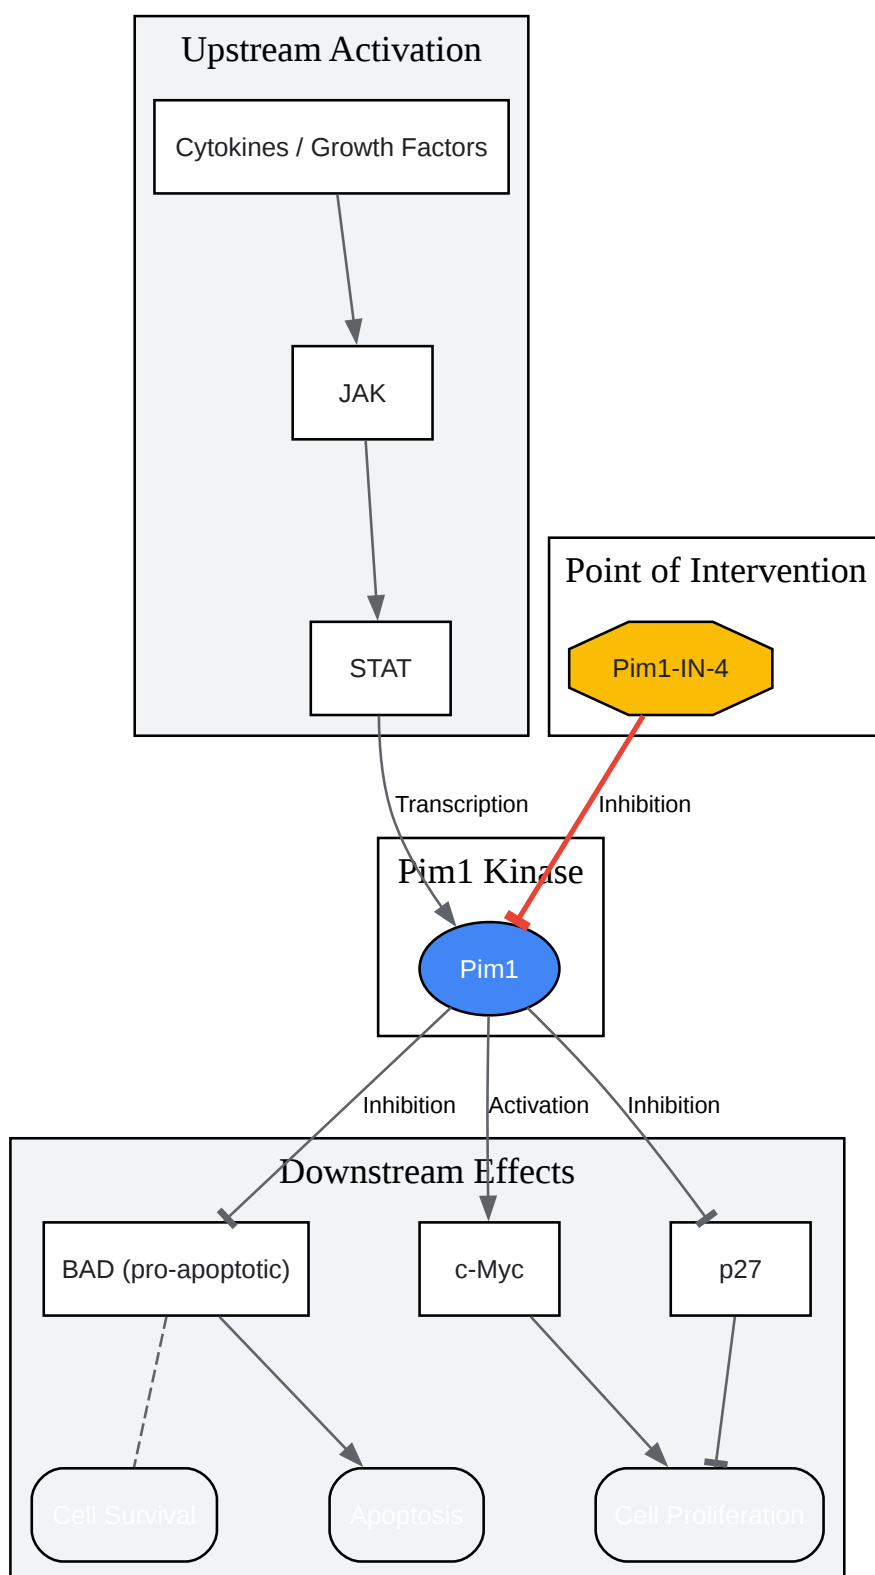 Upstream Activation
Cytokines / Growth Factors
JAK
STAT
Point of Intervention
Pim1-IN-4
Transcription
Inhibition
Pim1 Kinase
Pim1
Inhibition
Activation
Inhibition
Downstream Effects
BAD (pro-apoptotic)
c-Myc
p27
Cell Survival
Apoptosis
Cell Proliferation